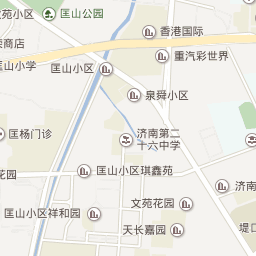 匡山公园
苑小区
香港国际
荣商店
重汽彩世界
匡山小学
匡山小区
泉舜小区
匡杨门诊
济南第二
十六中学
花园
匡山小区琪鑫苑
济南
文苑花园
匡山小区祥和园
堤口
天长嘉园